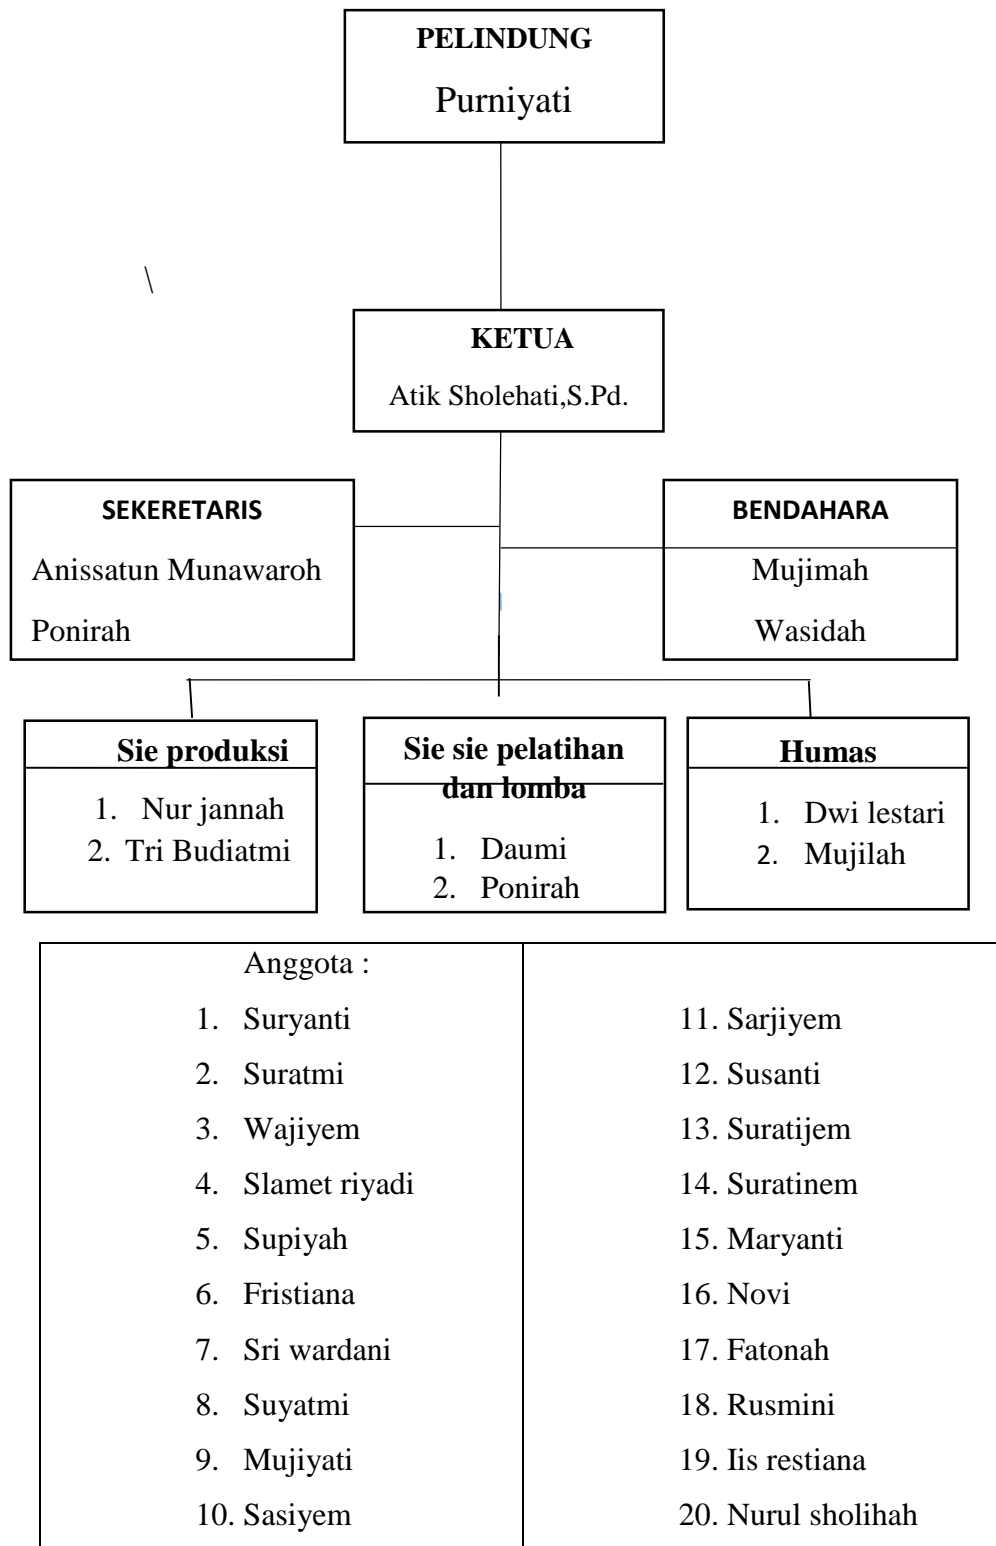 PELINDUNG
Purniyati
\
KETUA
Atik Sholehati,S.Pd.
SEKERETARIS
Anissatun Munawaroh
Ponirah
BENDAHARA
Mujimah
Wasidah
Sie produksi
1. Nur jannah
2. Tri Budiatmi
Sie sie pelatihan
dan lomba
1. Daumi
2. Ponirah
Humas
1. Dwi lestari
2. Mujilah
Anggota :
1. Suryanti
2. Suratmi
3. Wajiyem
4. Slamet riyadi
5. Supiyah
6. Fristiana
7. Sri wardani
8. Suyatmi
9. Mujiyati
10. Sasiyem
11. Sarjiyem
12. Susanti
13. Suratijem
14. Suratinem
15. Maryanti
16. Novi
17. Fatonah
18. Rusmini
19. Iis restiana
20. Nurul sholihah